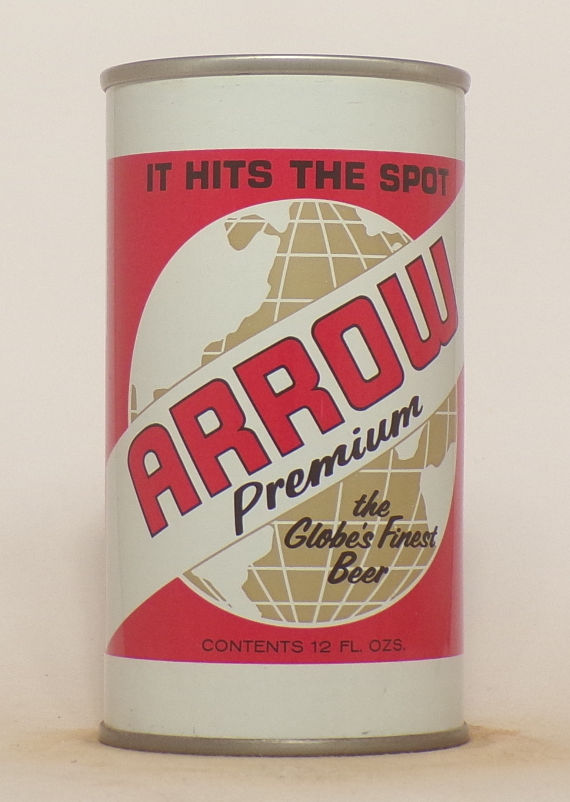 IT HITS THE SPOT
ARROW
Premium
the
Globe's Finest
Beer
CONTENTS 12 FL. OZS.